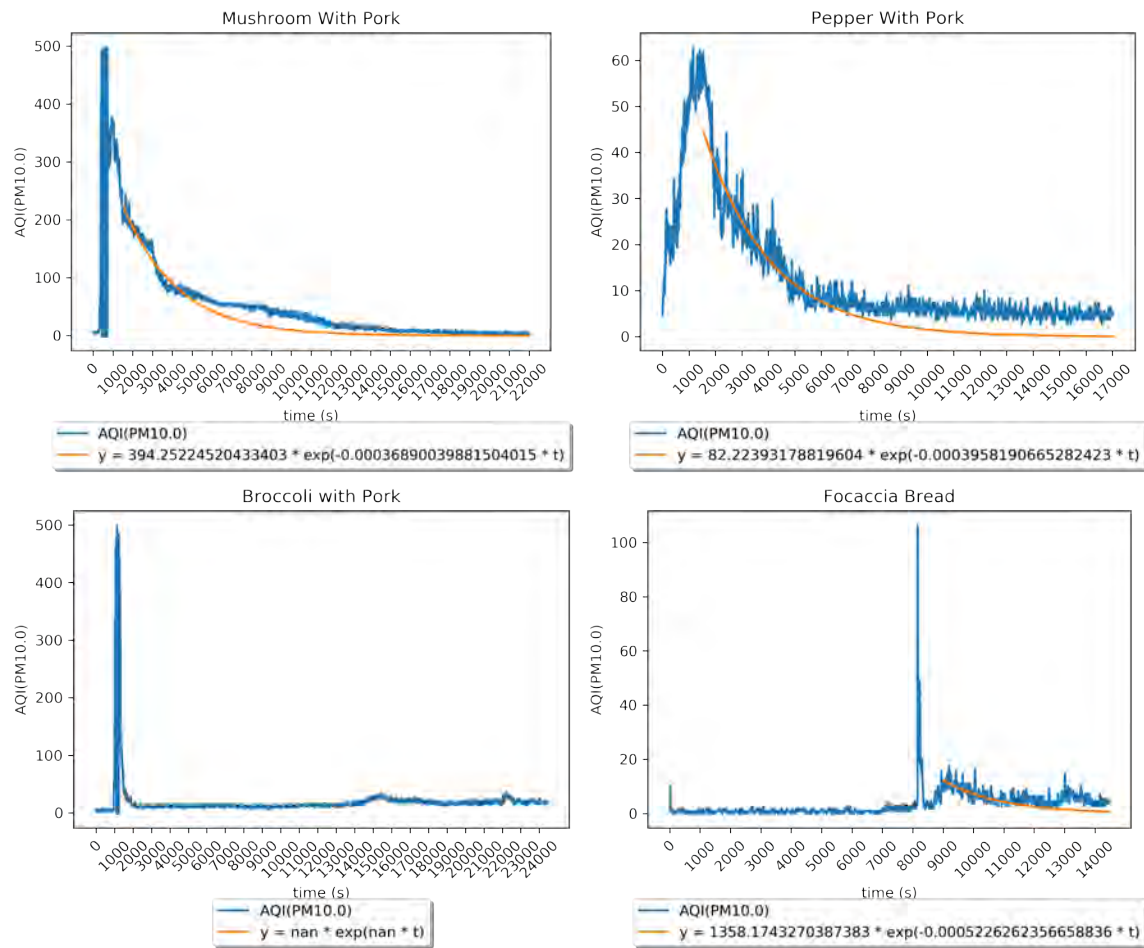 Mushroom With Pork
AQI(PM10.0)
500
400
300
200
100
0
0 1000 2000 3000 4000 5000 6000 7000 8000 9000 10000 11000 12000 13000 14000 15000 16000 17000 18000 19000 20000 21000 22000
time (s)
AQI(PM10.0)
y = 394.25224520433403 * exp(-0.00036890039881504015 * t)
Pepper With Pork
AQI(PM10.0)
60
50
40
30
20
10
0
0 1000 2000 3000 4000 5000 6000 7000 8000 9000 10000 11000 12000 13000 14000 15000 16000 17000
time (s)
AQI(PM10.0)
y = 82.22393178819604 * exp(-0.0003958190665282423 * t)
Broccoli with Pork
AQI(PM10.0)
500
400
300
200
100
0
0 1000 2000 3000 4000 5000 6000 7000 8000 9000 10000 11000 12000 13000 14000 15000 16000 17000 18000 19000 20000 21000 22000 23000 24000
time (s)
AQI(PM10.0)
y = nan * exp(nan * t)
Focaccia Bread
AQI(PM10.0)
100
80
60
40
20
0
0 1000 2000 3000 4000 5000 6000 7000 8000 9000 10000 11000 12000 13000 14000
time (s)
AQI(PM10.0)
y = 1358.1743270387383 * exp(-0.0005226262356658836 * t)